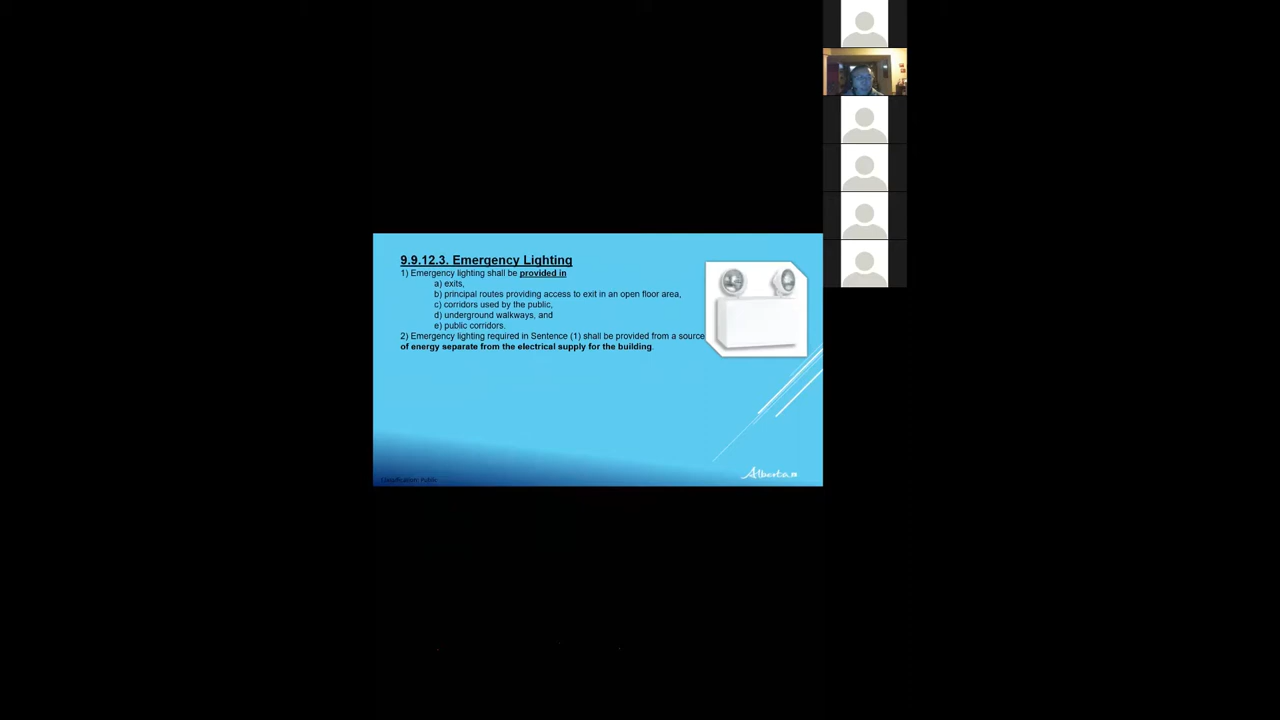 9.9.12.3. Emergency Lighting
1) Emergency lighting shall be provided in
a) exits,
b) principal routes providing access to exit in an open floor area,
c) corridors used by the public,
d) underground walkways, and
e) public corridors.
2) Emergency lighting required in Sentence (1) shall be provided from a source
of energy separate from the electrical supply for the building.
Alberta
Classification: Public